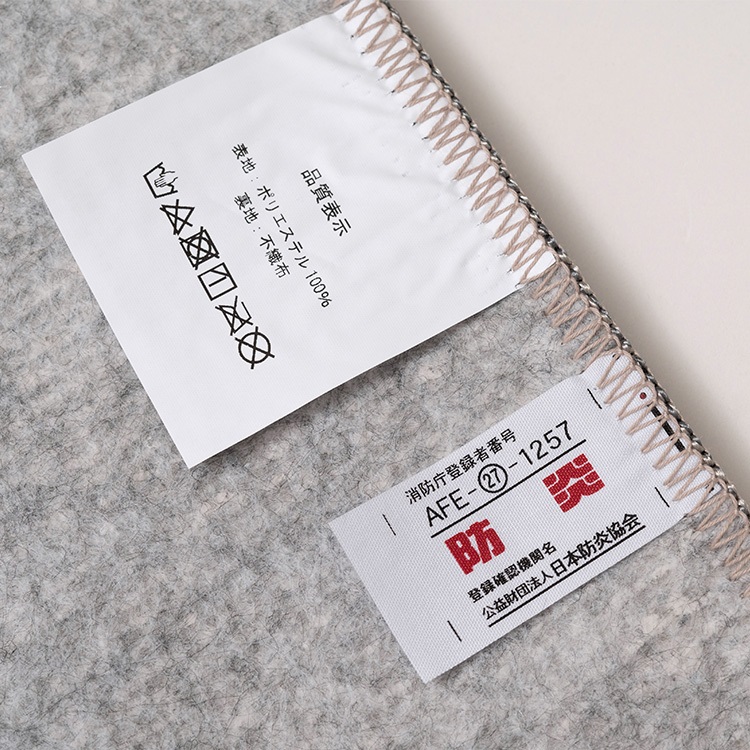 品質表示
表地：ポリエステル100%
裏地：不織布
消防庁登録者番号
AFE-㉗-1257
防 炎
登録確認機関名
公益財団法人日本防炎協会